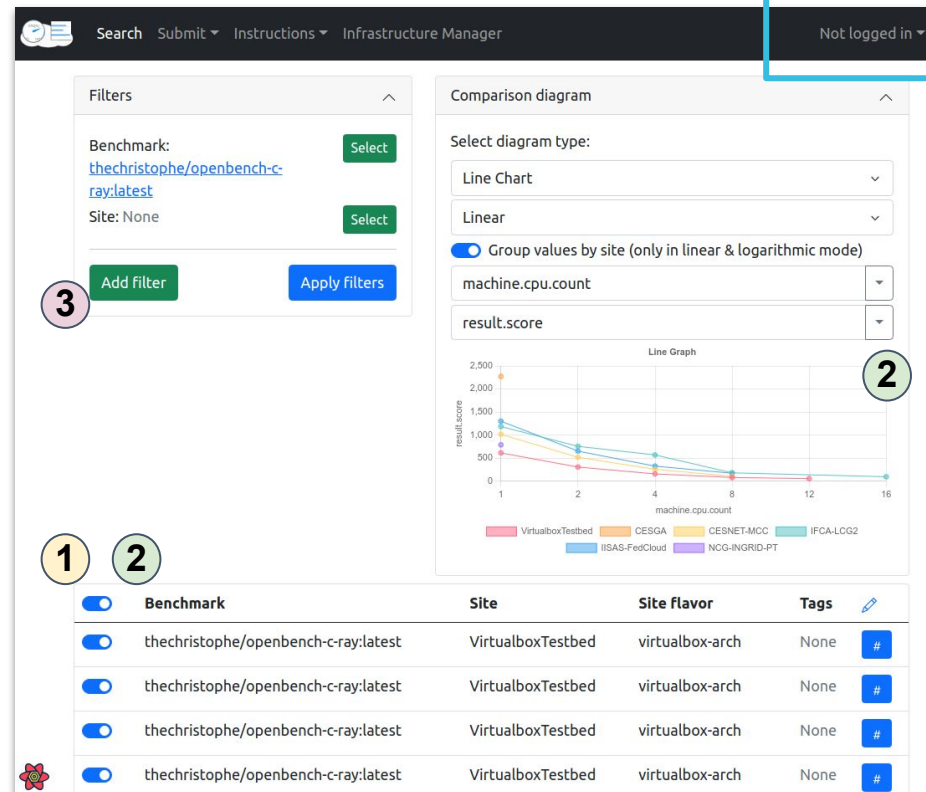 Search Submit Instructions Infrastructure Manager Not logged in
Filters
Benchmark:
thechristophe/openbench-c-
ray:latest
Select
Site: None
Select
Add filter
Apply filters
3
Comparison diagram
Select diagram type:
Line Chart
Linear
Group values by site (only in linear & logarithmic mode)
machine.cpu.count
result.score
2
Line Graph
2,500
2,000
1,500
1,000
500
0
result.score
1 2 4 8 12 16
machine.cpu.count
VirtualboxTestbed CESGA CESNET-MCC IFCA-LCG2
IISAS-FedCloud NCG-INGRID-PT
1 2
Benchmark Site Site flavor Tags
thechristophe/openbench-c-ray:latest VirtualboxTestbed virtualbox-arch None #
thechristophe/openbench-c-ray:latest VirtualboxTestbed virtualbox-arch None #
thechristophe/openbench-c-ray:latest VirtualboxTestbed virtualbox-arch None #
thechristophe/openbench-c-ray:latest VirtualboxTestbed virtualbox-arch None #